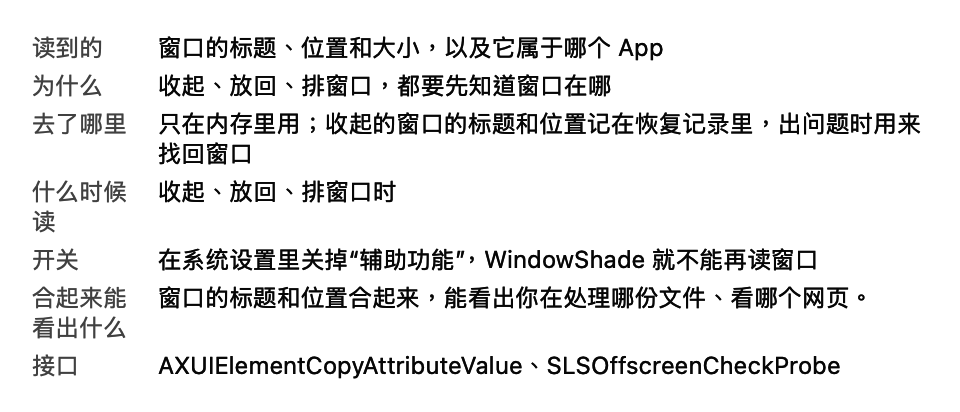 读到的 窗口的标题、位置和大小，以及它属于哪个 App
为什么 收起、放回、排窗口，都要先知道窗口在哪
去了哪里 只在内存里用；收起的窗口的标题和位置记在恢复记录里，出问题时用来
找回窗口
什么时候 收起、放回、排窗口时
读
开关 在系统设置里关掉“辅助功能”，WindowShade 就不能再读窗口
合起来能 窗口的标题和位置合起来，能看出你在处理哪份文件、看哪个网页。
看出什么
接口 AXUIElementCopyAttributeValue、SLSOffscreenCheckProbe